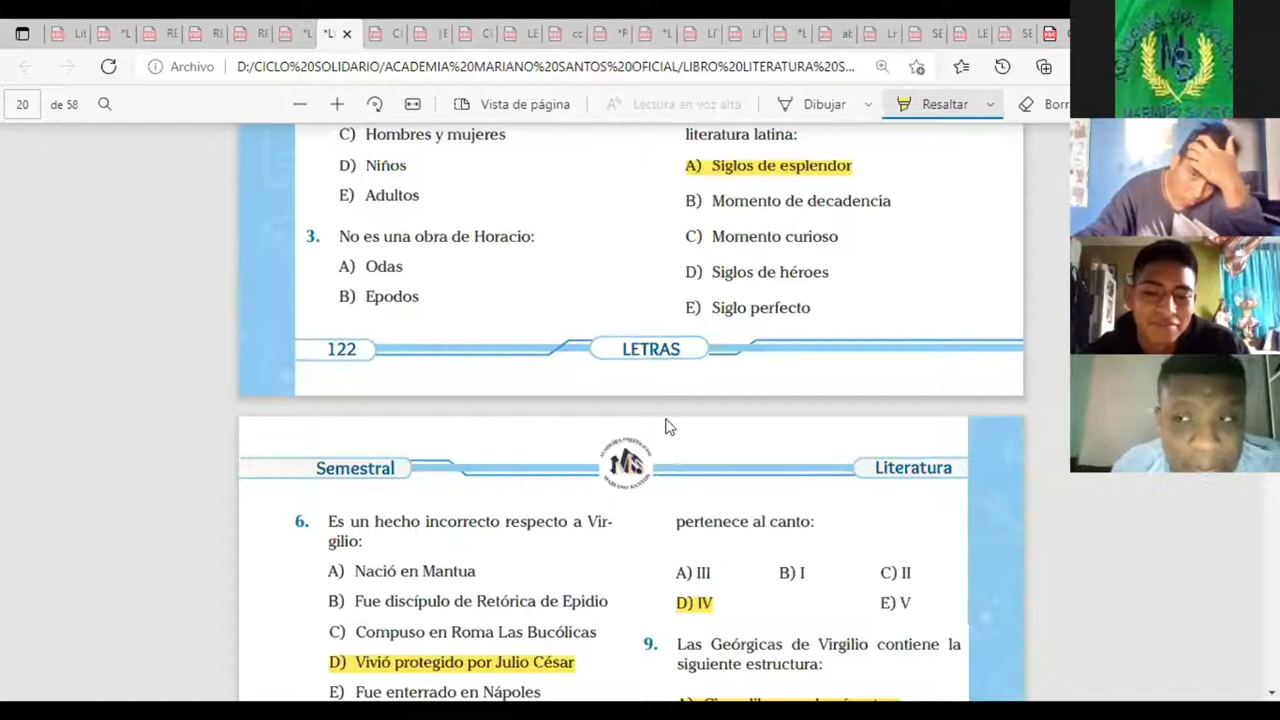 Archivo
D:/CICLO%20SOLIDARIO/ACADEMIA%20MARIANO%20SANTOS%20OFICIAL/LIBRO%20LITERATURA%20S...
20
de 58
Vista de página
Lectura en voz alta
Dibujar
Resaltar
Borr
C) Hombres y mujeres
D) Niños
E) Adultos
3. No es una obra de Horacio:
A) Odas
B) Epodos
literatura latina:
A) Siglos de esplendor
B) Momento de decadencia
C) Momento curioso
D) Siglos de héroes
E) Siglo perfecto
122
LETRAS
Semestral
Literatura
6. Es un hecho incorrecto respecto a Vir-
gilio:
A) Nació en Mantua
B) Fue discípulo de Retórica de Epidio
C) Compuso en Roma Las Bucólicas
D) Vivió protegido por Julio César
E) Fue enterrado en Nápoles
pertenece al canto:
A) III B) I C) II
D) IV E) V
9. Las Geórgicas de Virgilio contiene la
siguiente estructura: